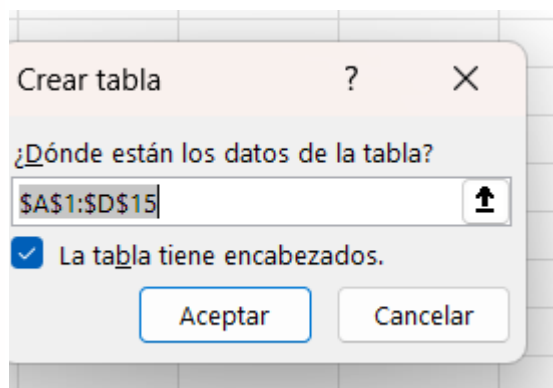 Crear tabla ?
¿Dónde están los datos de la tabla?
$A$1:$D$15
La tabla tiene encabezados.
Aceptar Cancelar